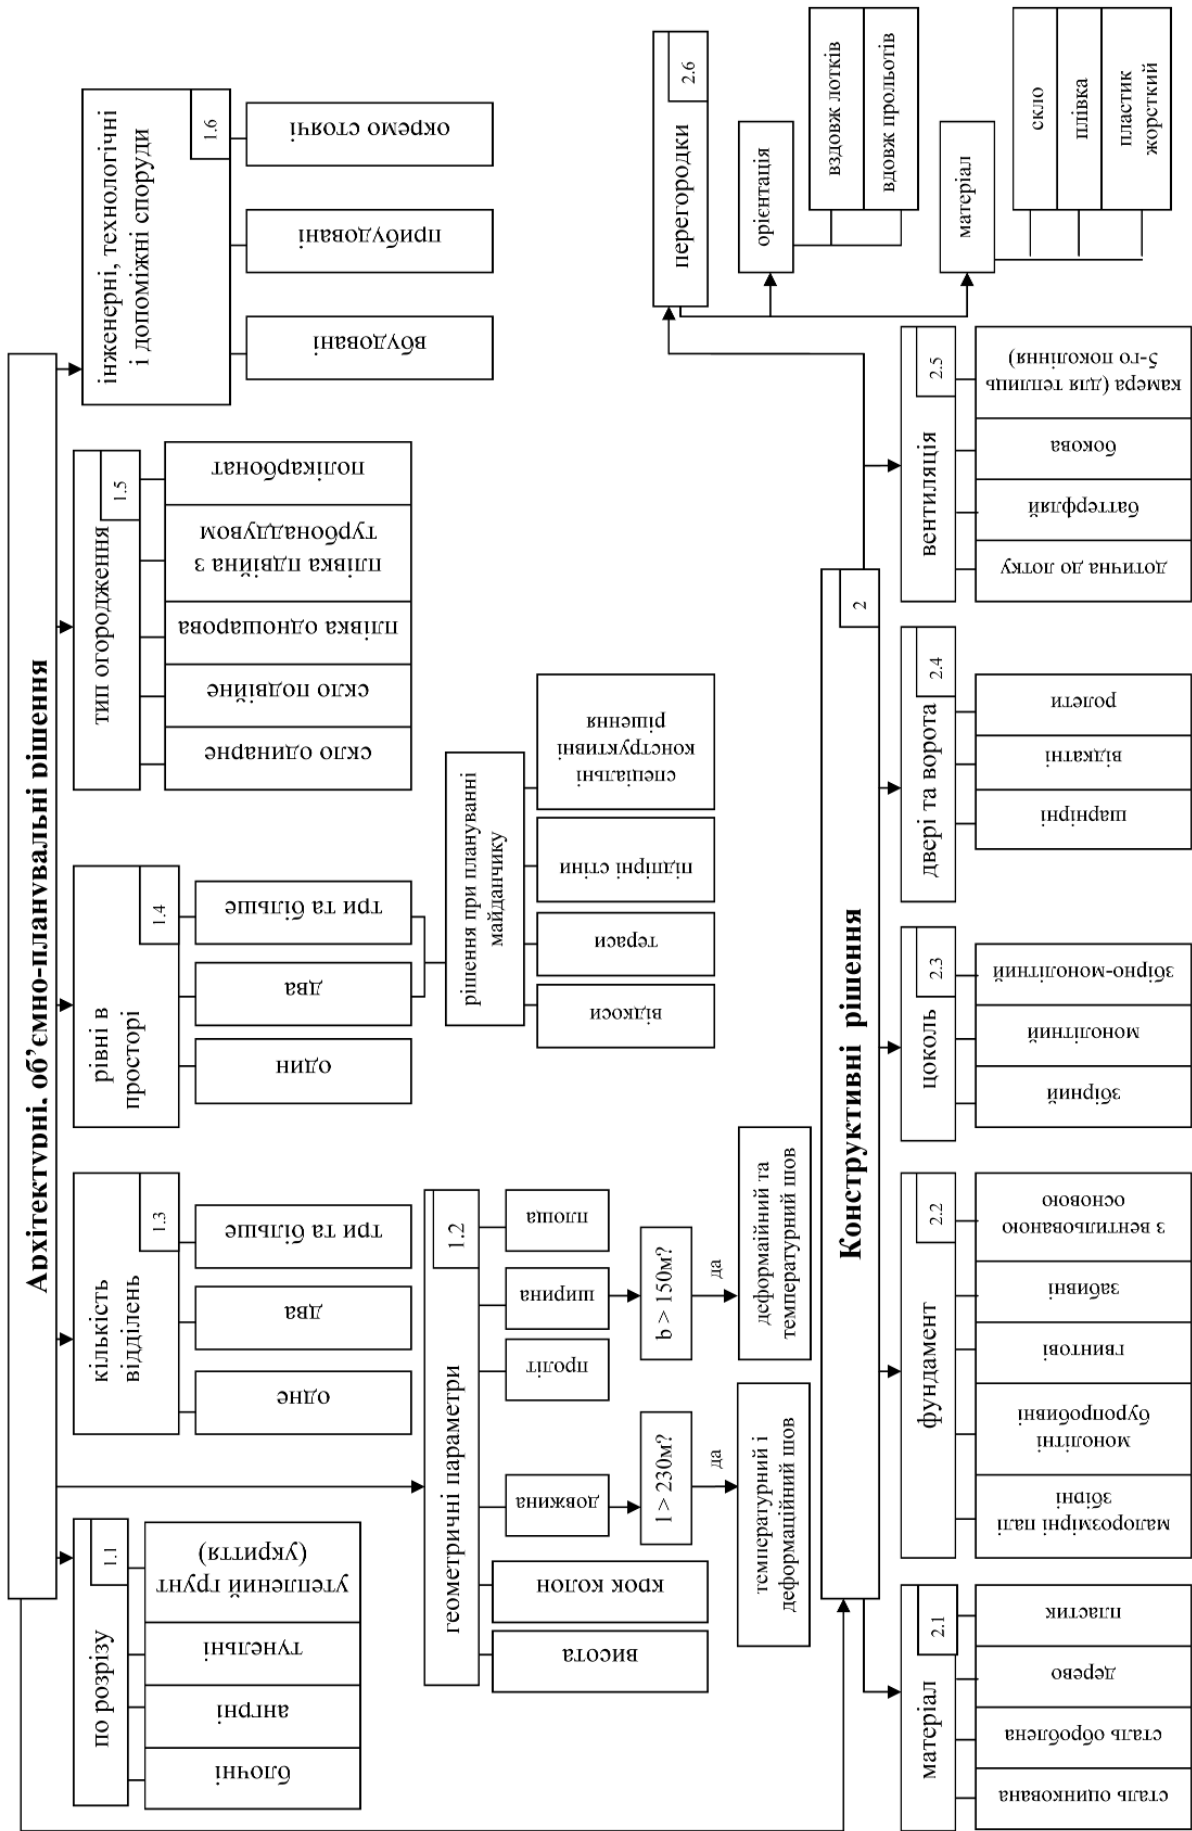 Архітектурні, об’ємно-планувальні рішення
по розрізу
1.1
блочні
ангрні
тунельні
утеплений грунт
(укриття)
кількість
відділень
1.3
одне
два
три та більше
рівні в
просторі
1.4
один
два
три та більше
рішення при плануванні
майданчику
відкоси
тераси
підпірні стіни
спеціальні
конструктивні
рішення
тип огородження
1.5
скло одинарне
скло подвійне
плівка одношарова
плівка пдвійна з
турбонаддувом
полікарбонат
інженерні, технологічні
і допоміжні споруди
1.6
вбудовані
прибудовані
окремо стоячі
геометричні параметри
1.2
висота
крок колон
довжина
проліт
ширина
площа
l > 230м?
да
температурний і
деформаційний шов
b > 150м?
да
деформаійний та
температурний шов
Конструктивні рішення
2
матеріал
2.1
сталь оцинкована
сталь оброблена
дерево
пластик
фундамент
2.2
малорозмірні палі
збірні
монолітні
буропробивні
гвинтові
забивні
з вентильованою
основою
цоколь
2.3
збірний
монолітний
збірно-монолітний
двері та ворота
2.4
шарнірні
відкатні
ролети
вентиляція
2.5
дотична до лотку
баттерфляй
бокова
камера (для теплиць
5-го покоління)
перегородки
2.6
орієнтація
вздовж лотків
вдовж прольотів
матеріал
скло
плівка
пластик
жорсткий